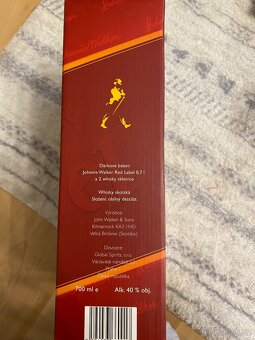 Dárkové balení
Johnnie Walker Red Label 0,7 l
a 2 whisky sklenice
Whisky skotská
Složení: obilný destilát
Výrobce
John Walker & Sons
Kilmarnock KA3 1HD
Velká Británie (Skotsko)
Dovozce:
Global Spirits, s.r.o.
Václavské náměstí
Česká republika
700 ml e Alk. 40 % obj.